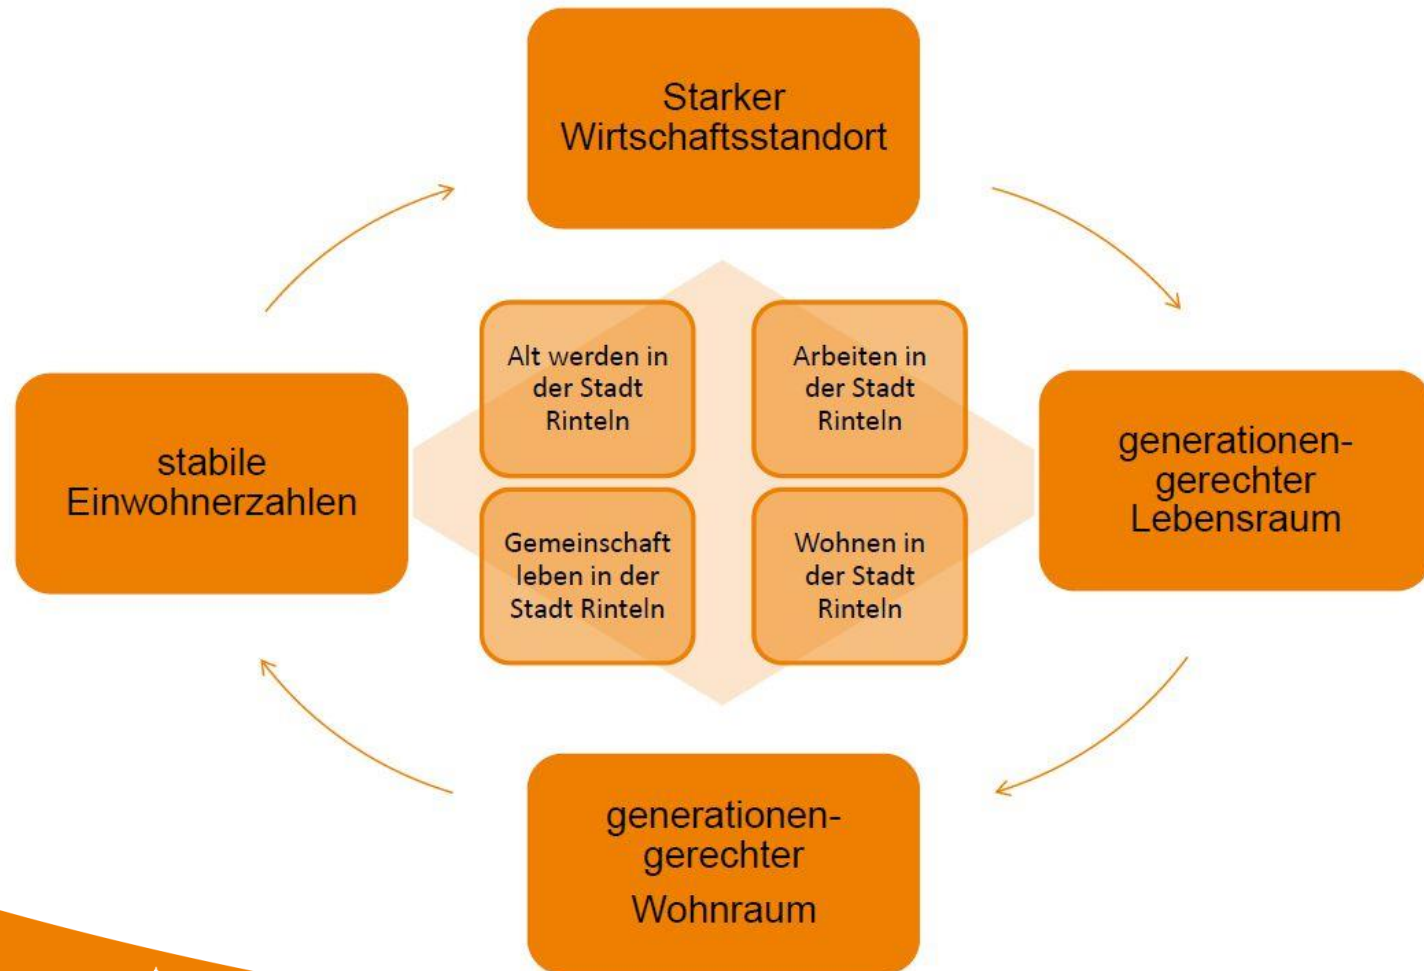 Starker
Wirtschaftsstandort
Alt werden in
der Stadt
Rinteln
Arbeiten in
der Stadt
Rinteln
stabile
Einwohnerzahlen
generationen-
gerechter
Lebensraum
Gemeinschaft
leben in der
Stadt Rinteln
Wohnen in
der Stadt
Rinteln
generationen-
gerechter
Wohnraum